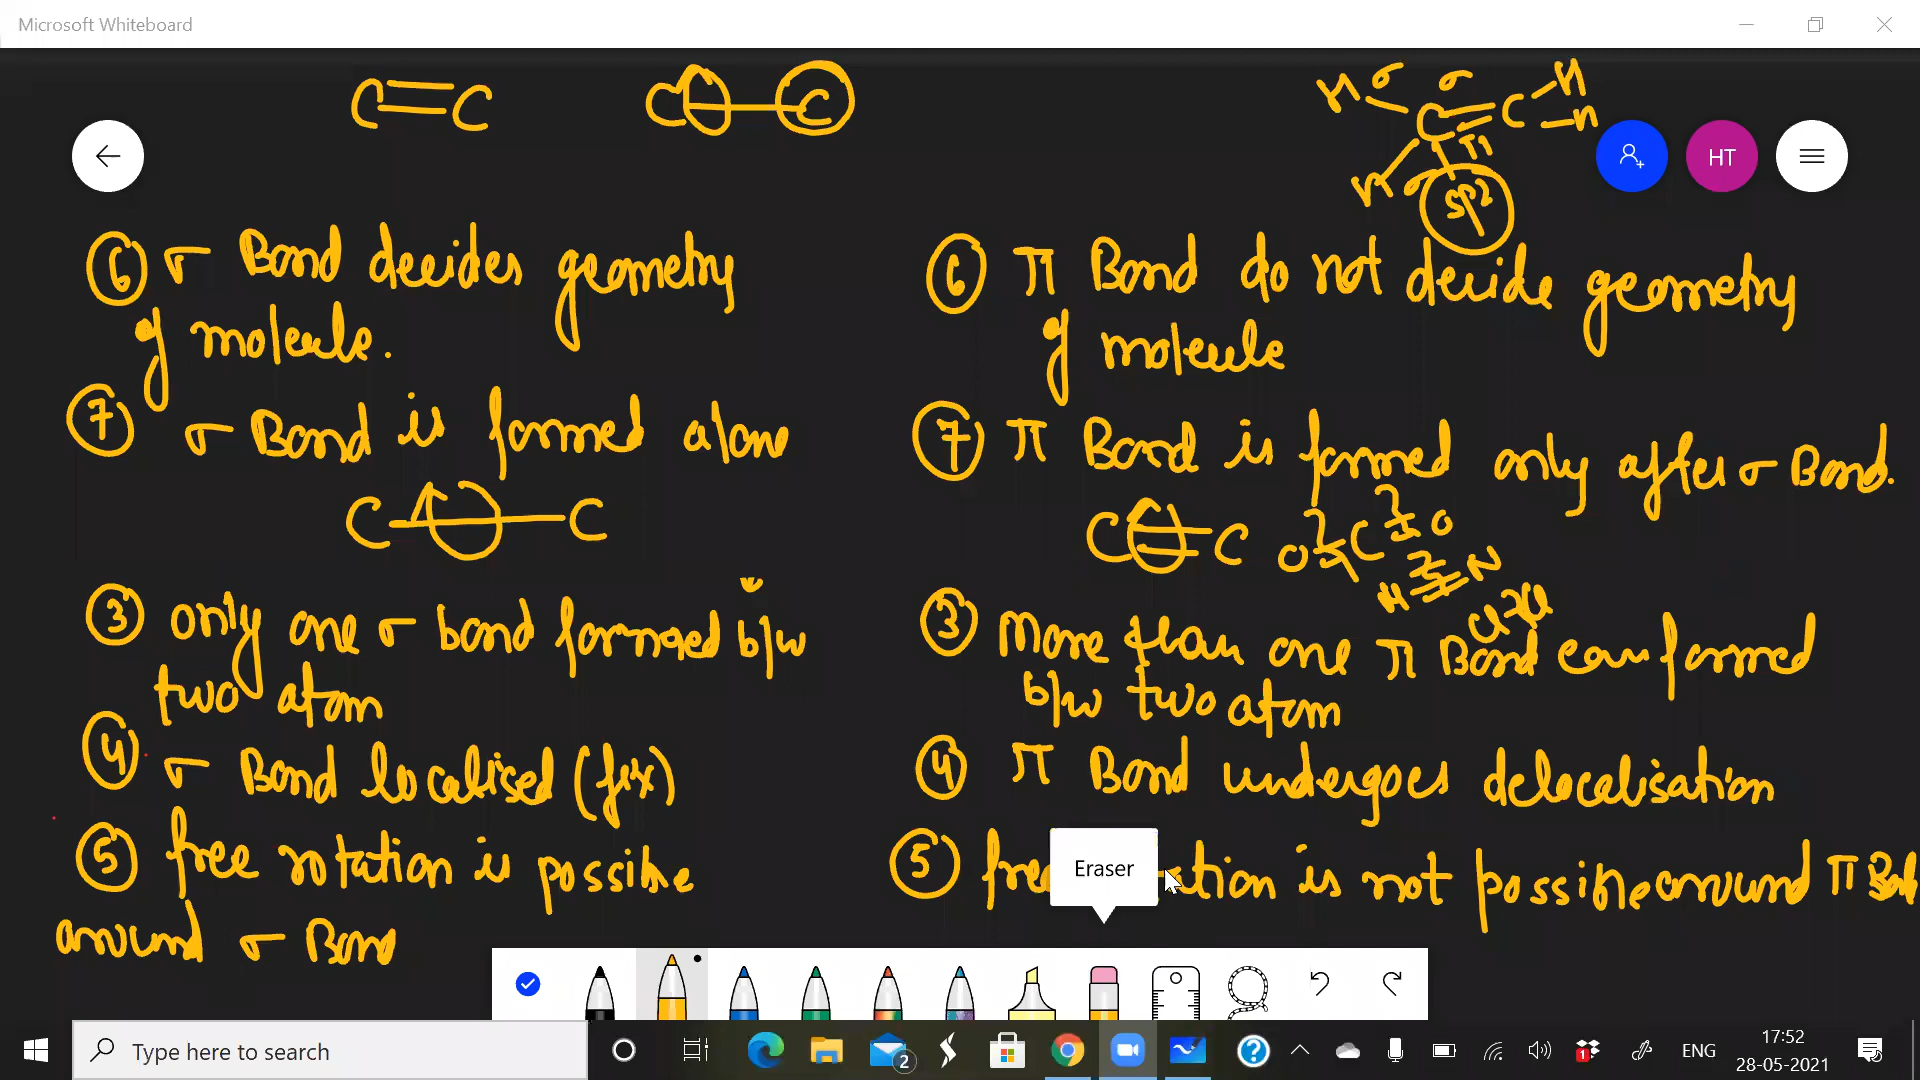 Microsoft Whiteboard
C=C
C-C
H σ σ H
C=C
H
π
H σ
sp2
HT
⑥ σ Bond decides geometry
of molecule.
⑦ σ Bond is formed alone
C-C
③ only one σ bond formed b/w
two atom
④ σ Bond localised (fix)
⑤ free rotation is possible
around σ Bond
⑥ π Bond do not decide geometry
of molecule
⑦ π Bond is formed only after σ Bond.
C=C O=C=O
N≡N
③ More than one π Bond can formed
b/w two atom
④ π Bond undergoes delocalisation
⑤ is not possible around π Bond
Eraser
Type here to search
2
1
ENG
17:52
28-05-2021